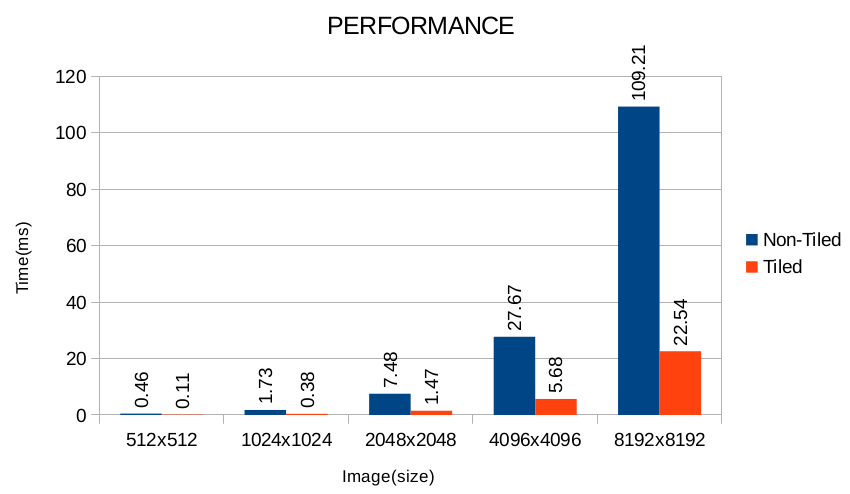 PERFORMANCE
120
100
80
60
40
20
0
Time(ms)
0.46
0.11
1.73
0.38
7.48
1.47
27.67
5.68
109.21
22.54
512x512
1024x1024
2048x2048
4096x4096
8192x8192
Image(size)
Non-Tiled
Tiled